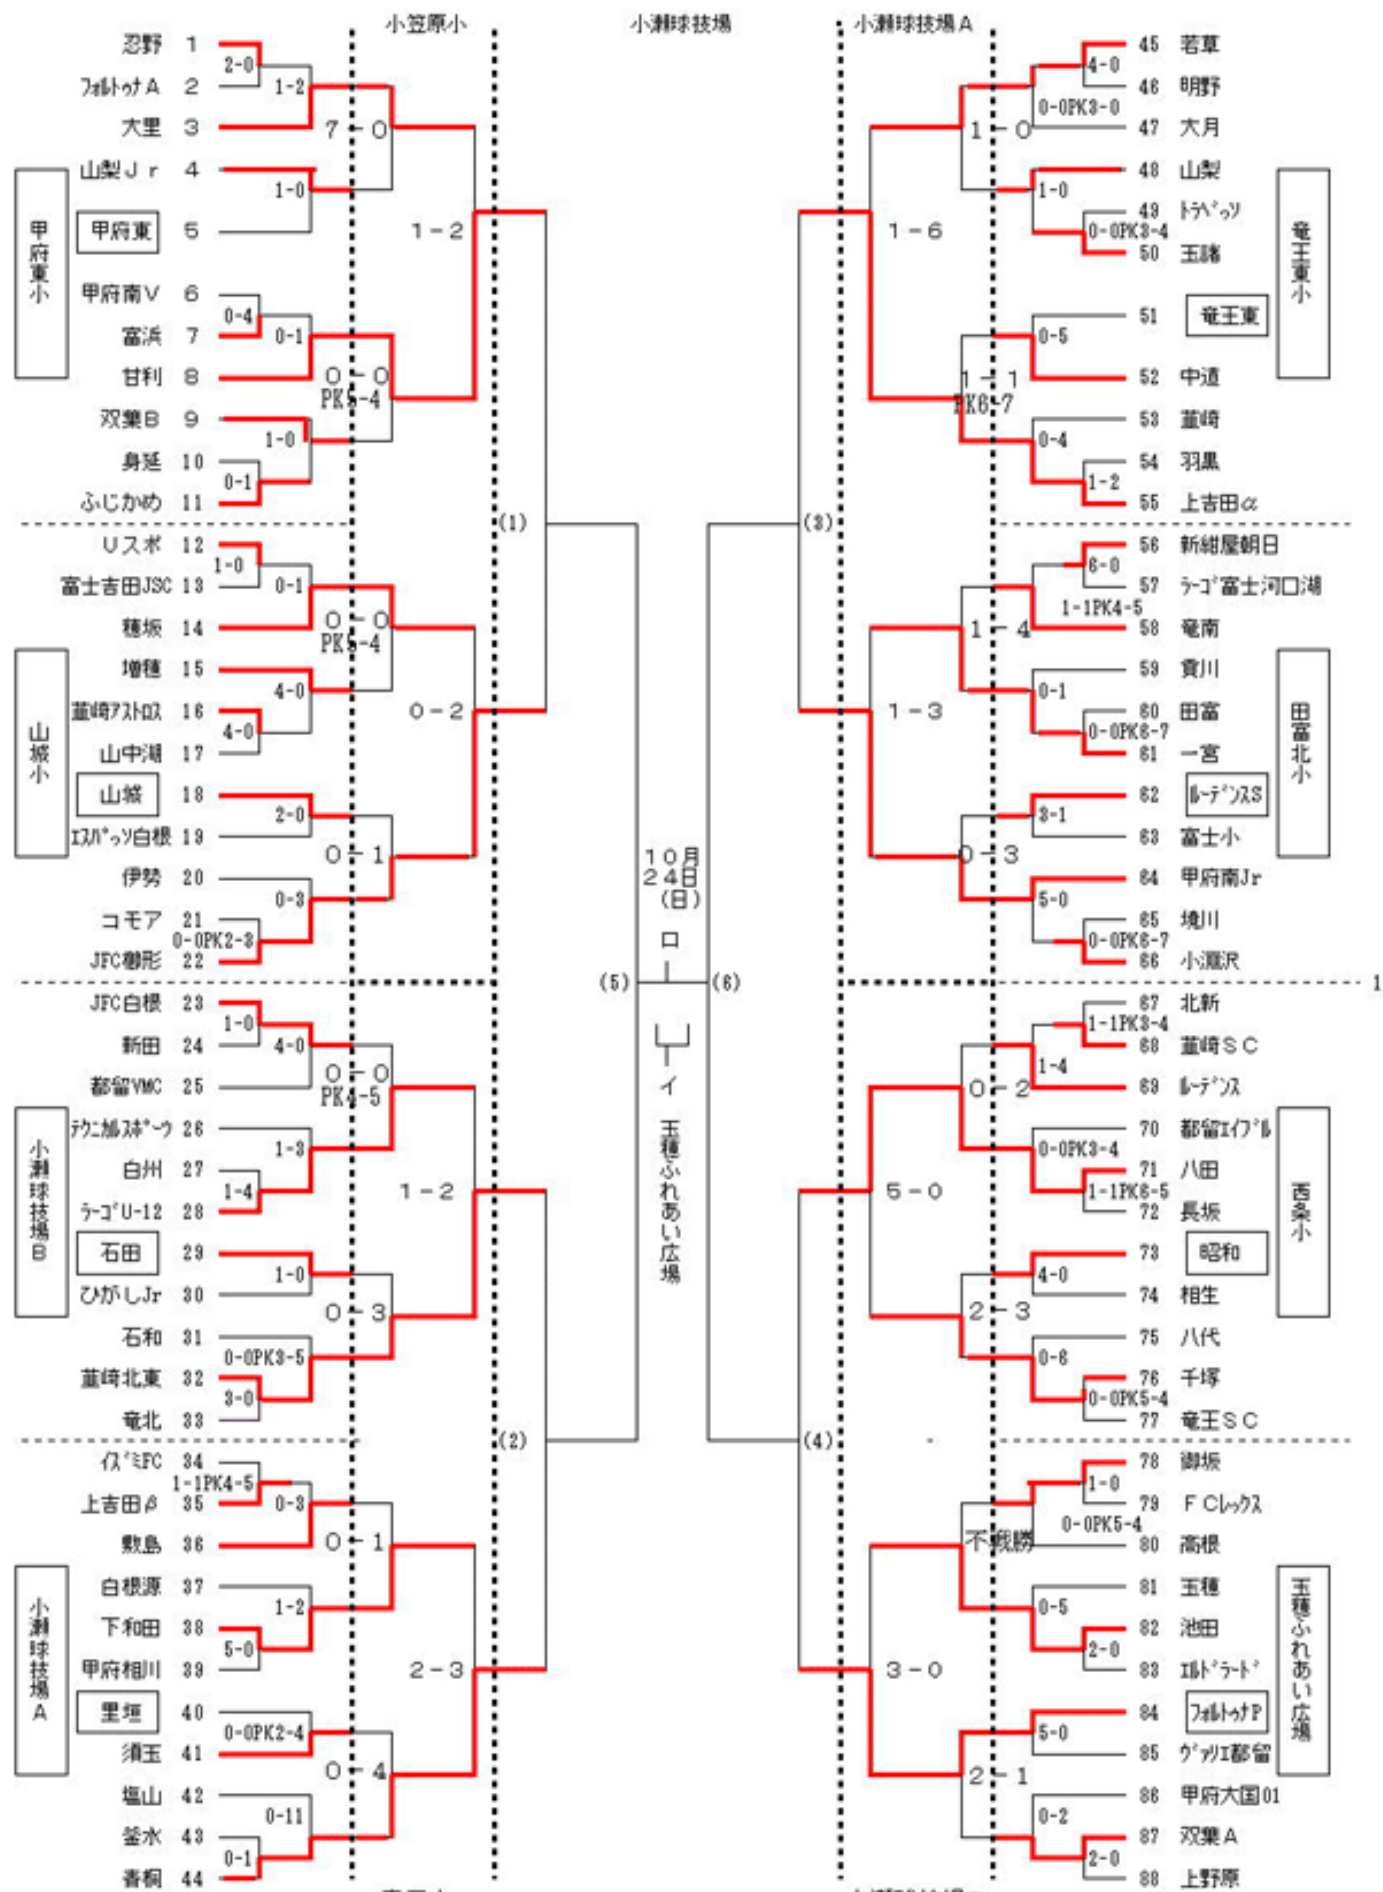 小笠原小
小瀬球技場
小瀬球技場A
忍野 1
2-0
フォルトゥナA 2
1-2
大里 3
7-0
山梨Jr 4
1-0
甲府東 5
甲府東小
1-2
甲府南V 6
0-4
富浜 7
0-1
甘利 8
0-0
PK5-4
双葉B 9
1-0
身延 10
0-1
ふじかめ 11
(1)
Uスポ 12
1-0
富士吉田JSC 13
0-1
穂坂 14
0-0
PK5-4
増穂 15
4-0
韮崎アストロス 16
4-0
山中湖 17
山城小
0-2
山城 18
2-0
エスパッソ白根 19
0-1
伊勢 20
0-3
コモア 21
0-0PK2-3
JFC櫛形 22
JFC白根 23
1-0
新田 24
4-0
都留VMC 25
0-0
PK4-5
テクニカルスポーツ 26
1-3
白州 27
1-4
ラーゴU-12 28
小瀬球技場B
1-2
石田 29
1-0
ひがしJr 30
0-3
石和 31
0-0PK3-5
韮崎北東 32
3-0
竜北 33
(2)
イズミFC 34
1-1PK4-5
上吉田β 35
0-3
敷島 36
0-1
白根源 37
1-2
下和田 38
5-0
甲府相川 39
小瀬球技場A
2-3
里垣 40
0-0PK2-4
須玉 41
0-4
塩山 42
0-11
釜水 43
0-1
青桐 44
10月
24日
(日)
ロ
(5)
(6)
イ
玉穂ふれあい広場
45 若草
4-0
46 明野
0-0PK3-0
47 大月
1-0
48 山梨
1-0
49 トラベッソ
0-0PK3-4
50 玉諸
竜王東小
1-6
51 竜王東
0-5
52 中道
1-1
PK6-7
53 韮崎
0-4
54 羽黒
1-2
55 上吉田α
(3)
56 新紺屋朝日
6-0
57 ラーゴ富士河口湖
1-1PK4-5
58 竜南
1-4
59 貢川
0-1
60 田富
0-0PK6-7
61 一宮
田富北小
1-3
62 ルーデンスS
3-1
63 富士小
0-3
64 甲府南Jr
5-0
65 境川
0-0PK6-7
66 小淵沢
1
67 北新
1-1PK3-4
68 韮崎SC
1-4
69 ルーデンス
0-2
70 都留エイブル
0-0PK3-4
71 八田
1-1PK6-5
72 長坂
西条小
5-0
73 昭和
4-0
74 相生
2-3
75 八代
0-6
76 千塚
0-0PK5-4
77 竜王SC
(4)
78 御坂
1-0
79 FCレックス
0-0PK5-4
80 高根
不戦勝
81 玉穂
0-5
82 池田
2-0
83 エルドラード
玉穂ふれあい広場
3-0
84 フォルトゥナP
5-0
85 ヴァリエ都留
2-1
86 甲府大国01
0-2
87 双葉A
2-0
88 上野原